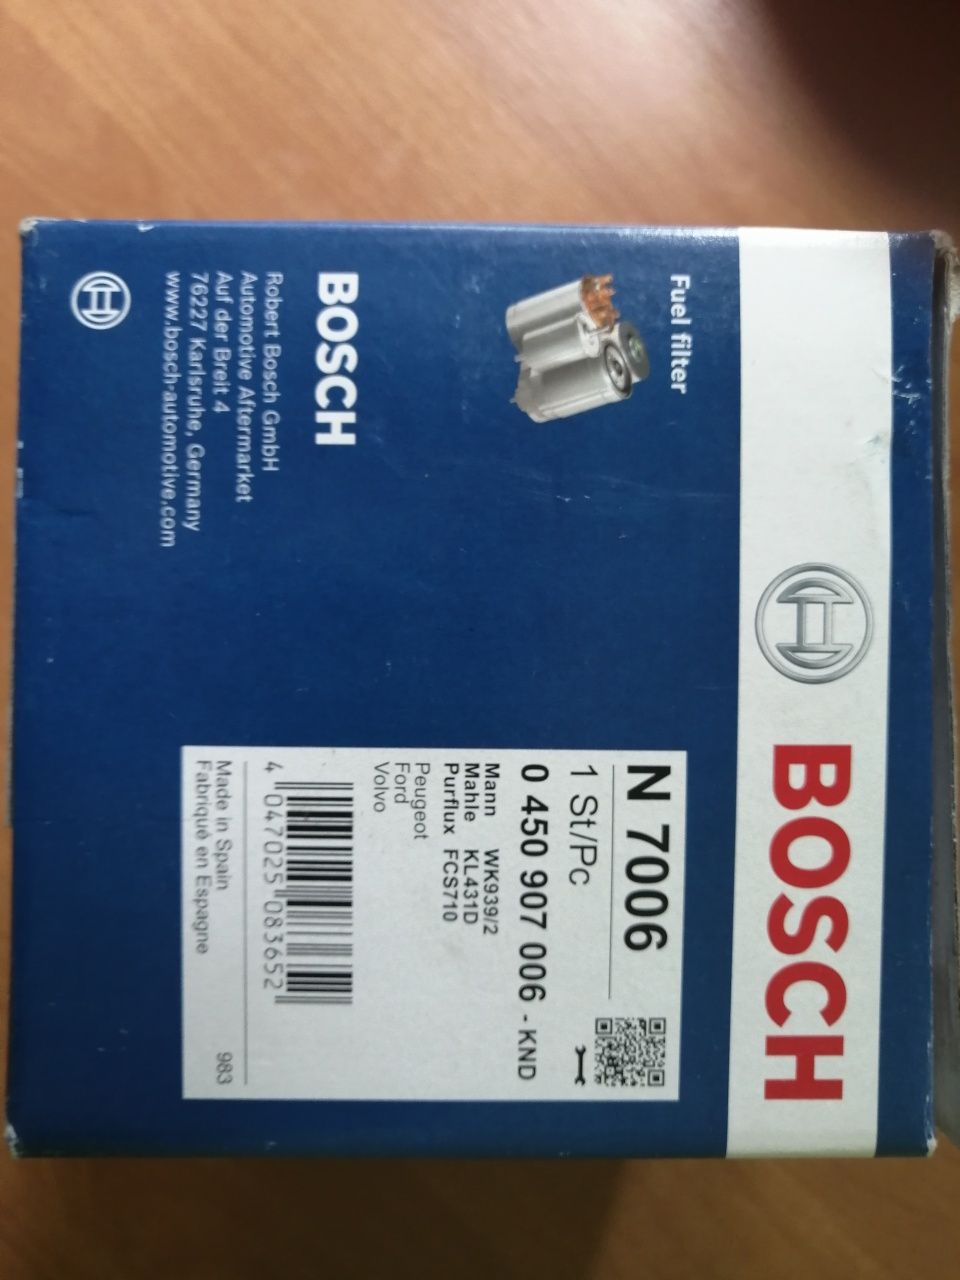 BOSCH
Fuel filter
BOSCH
Robert Bosch GmbH
Automotive Aftermarket
Auf der Breit 4
76227 Karlsruhe, Germany
www.bosch-automotive.com
N 7006
1 St/Pc
0 450 907 006 - KND
Mann WK939/2
Mahle KL431D
Purflux FCS710
Peugeot
Ford
Volvo
4 047025 083652
Made in Spain
Fabriqué en Espagne 983